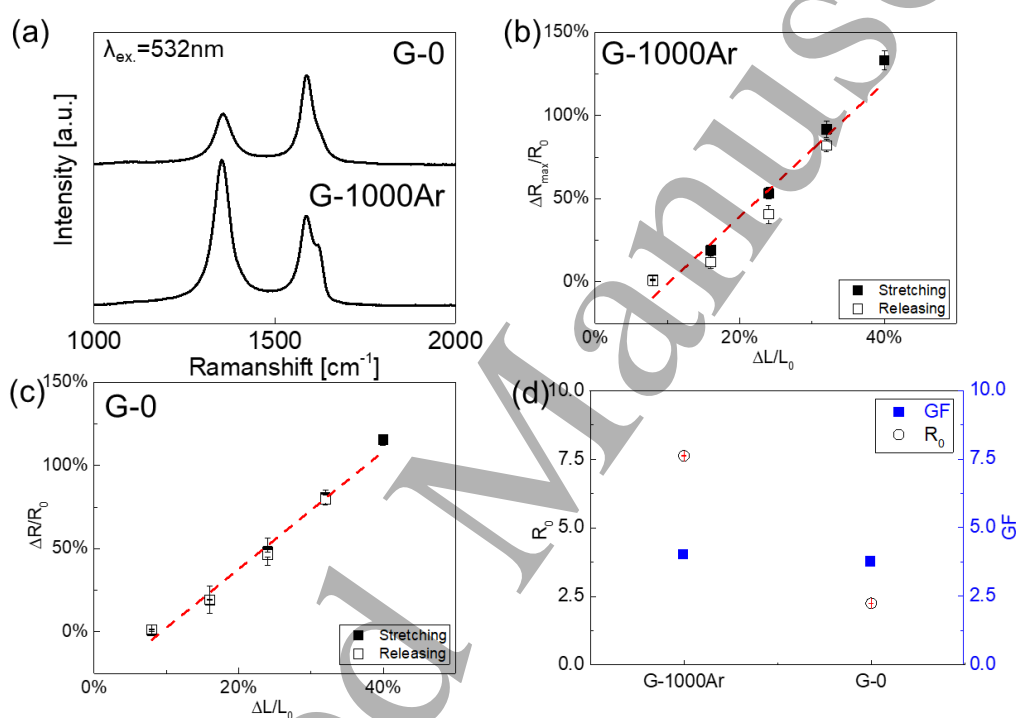 (a)
λex.=532nm
G-0
G-1000Ar
Intensity [a.u.]
1000
1500
2000
Ramanshift [cm-1]
(b)
G-1000Ar
150%
100%
50%
0%
ΔRmax/R0
Stretching
Releasing
0%
20%
40%
ΔL/L0
(c)
G-0
150%
100%
50%
0%
ΔR/R0
Stretching
Releasing
0%
20%
40%
ΔL/L0
(d)
10.0
7.5
5.0
2.5
0.0
R0
GF
R0
10.0
7.5
5.0
2.5
0.0
GF
G-1000Ar
G-0